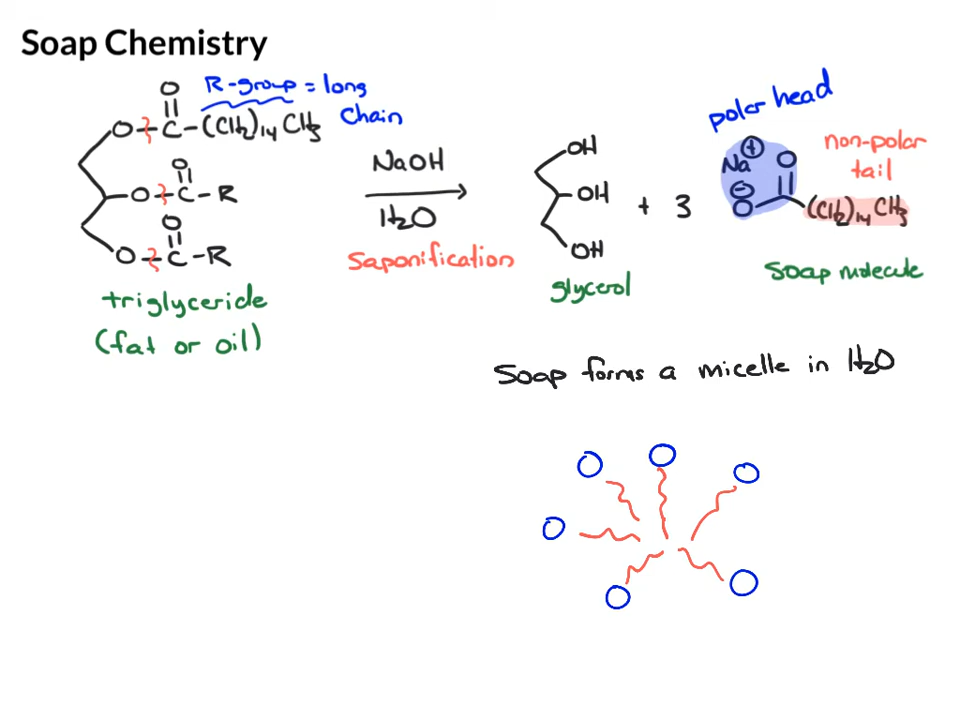 Soap Chemistry
R-group = long
chain
O
O-C-(CH2)14CH3
O
O-C-R
O
O-C-R
triglyceride
(fat or oil)
NaOH
H2O
saponification
OH
OH
OH
glycerol
+ 3
polar head
Na+
O
O-
(CH2)14CH3
non-polar
tail
soap molecule
Soap forms a micelle in H2O